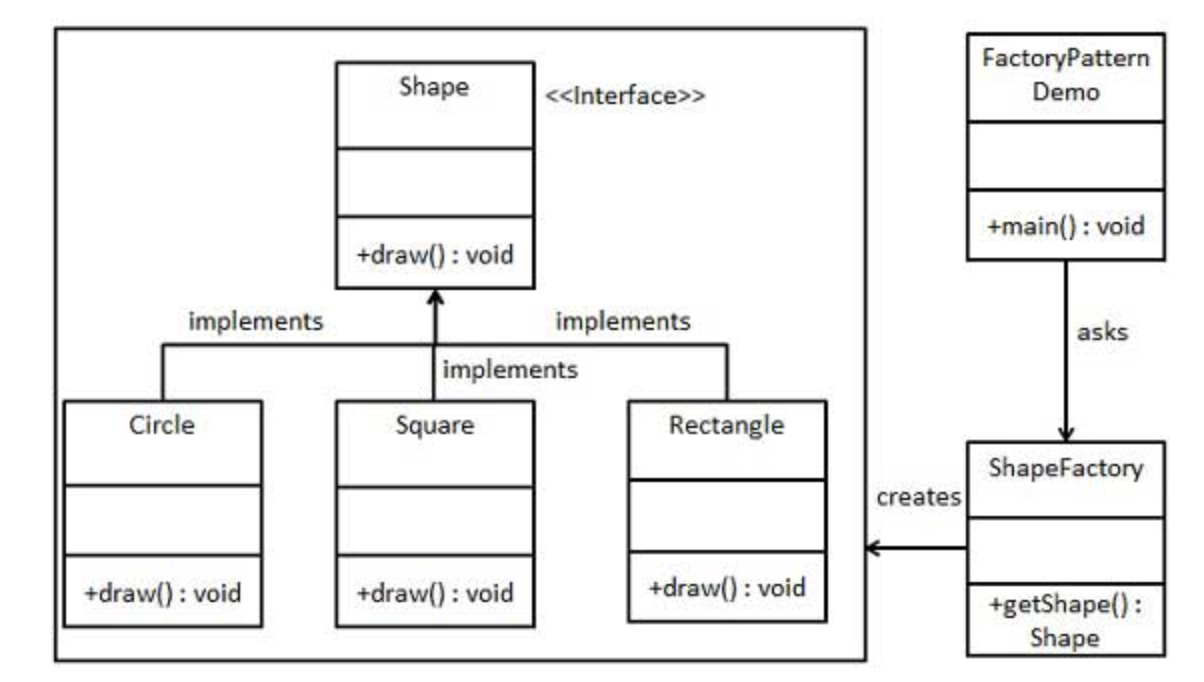 Shape
<<Interface>>
+draw() : void
implements
implements
implements
Circle
+draw() : void
Square
+draw() : void
Rectangle
+draw() : void
FactoryPattern
Demo
+main() : void
asks
ShapeFactory
+getShape() :
Shape
creates